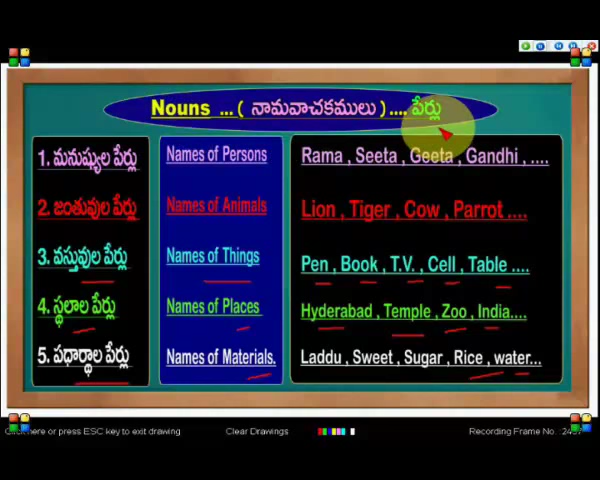 Nouns ...( నామవాచకములు ).... పేర్లు
1. మనుష్యుల పేర్లు Names of Persons Rama , Seeta , Geeta , Gandhi , ....
2. జంతువుల పేర్లు Names of Animals Lion , Tiger , Cow , Parrot ....
3. వస్తువుల పేర్లు Names of Things Pen , Book , T.V. , Cell , Table ....
4. స్థలాల పేర్లు Names of Places Hyderabad , Temple , Zoo , India....
5. పధార్థాల పేర్లు Names of Materials. Laddu , Sweet , Sugar , Rice , water...
here or press ESC key to exit drawing Clear Drawings Recording Frame No. :